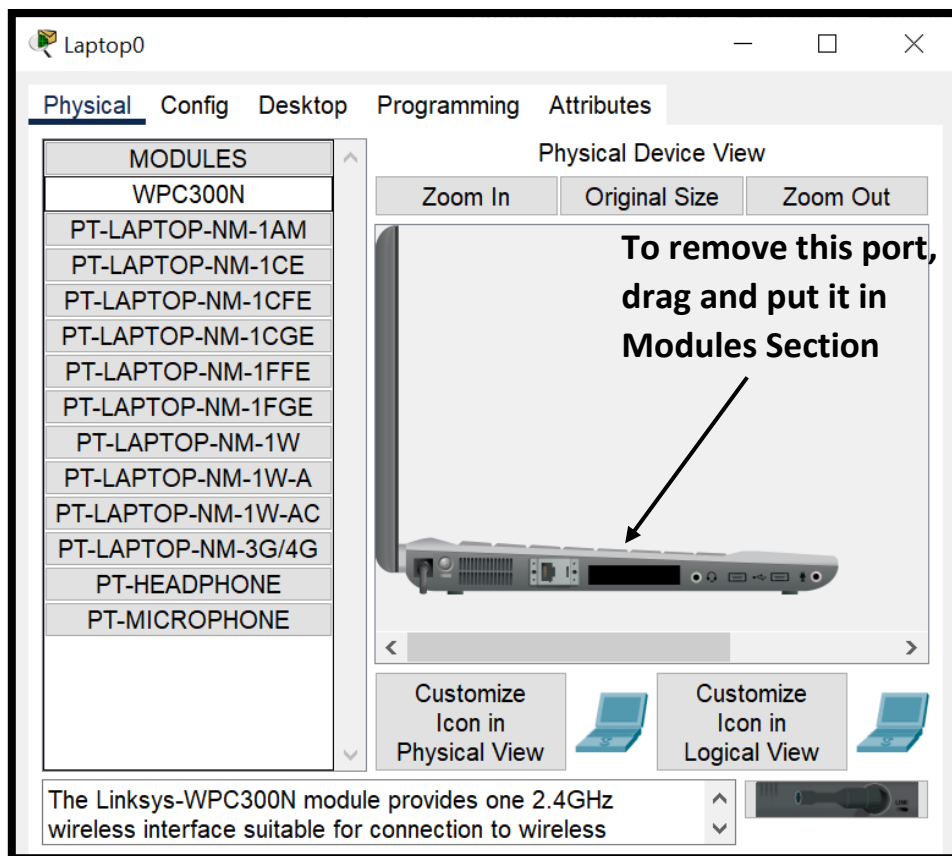 Laptop0
Physical Config Desktop Programming Attributes
MODULES
WPC300N
PT-LAPTOP-NM-1AM
PT-LAPTOP-NM-1CE
PT-LAPTOP-NM-1CFE
PT-LAPTOP-NM-1CGE
PT-LAPTOP-NM-1FFE
PT-LAPTOP-NM-1FGE
PT-LAPTOP-NM-1W
PT-LAPTOP-NM-1W-A
PT-LAPTOP-NM-1W-AC
PT-LAPTOP-NM-3G/4G
PT-HEADPHONE
PT-MICROPHONE
Physical Device View
Zoom In Original Size Zoom Out
To remove this port,
drag and put it in
Modules Section
Customize
Icon in
Physical View
Customize
Icon in
Logical View
The Linksys-WPC300N module provides one 2.4GHz
wireless interface suitable for connection to wireless
LINK